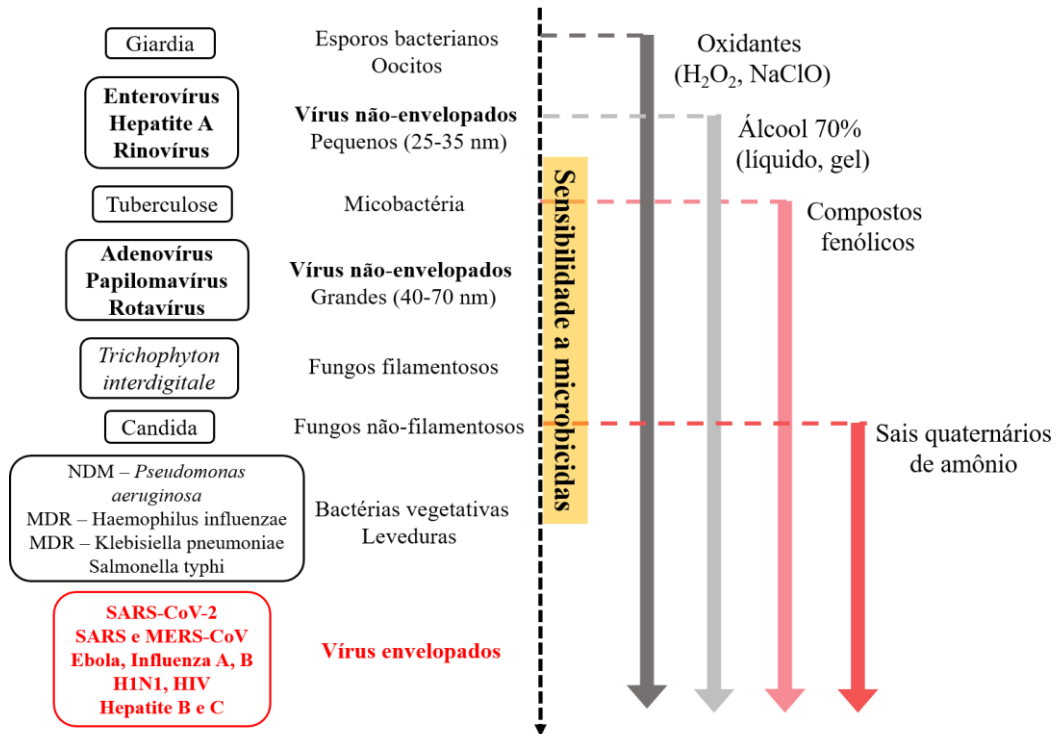 Giardia
Esporos bacterianos
Oocitos
Oxidantes
(H₂O₂, NaClO)
Enterovírus
Hepatite A
Rinovírus
Vírus não-envelopados
Pequenos (25-35 nm)
Álcool 70%
(líquido, gel)
Sensibilidade a microbicidas
Tuberculose
Micobactéria
Compostos
fenólicos
Adenovírus
Papilomavírus
Rotavírus
Vírus não-envelopados
Grandes (40-70 nm)
Trichophyton
interdigitale
Fungos filamentosos
Candida
Fungos não-filamentosos
Sais quaternários
de amônio
NDM – Pseudomonas
aeruginosa
MDR – Haemophilus influenzae
MDR – Klebisiella pneumoniae
Salmonella typhi
Bactérias vegetativas
Leveduras
SARS-CoV-2
SARS e MERS-CoV
Ebola, Influenza A, B
H1N1, HIV
Hepatite B e C
Vírus envelopados